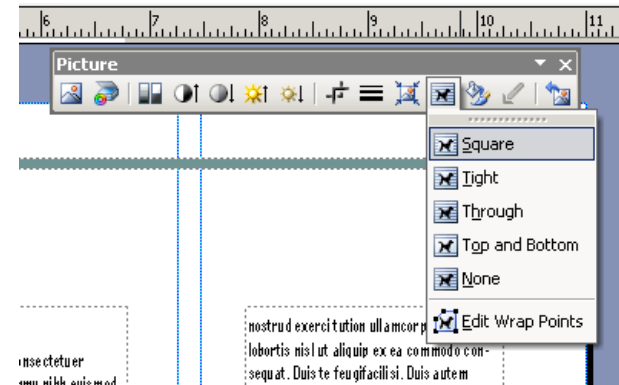 6 7 8 9 10 11
Picture
Square
Tight
Through
Top and Bottom
None
Edit Wrap Points
nsectetuer
nostrud exercitution ullamcorp
lobortis nisl ut aliquip ex ea commodo con-
sequat. Duis te feugifacilisi. Duis autem